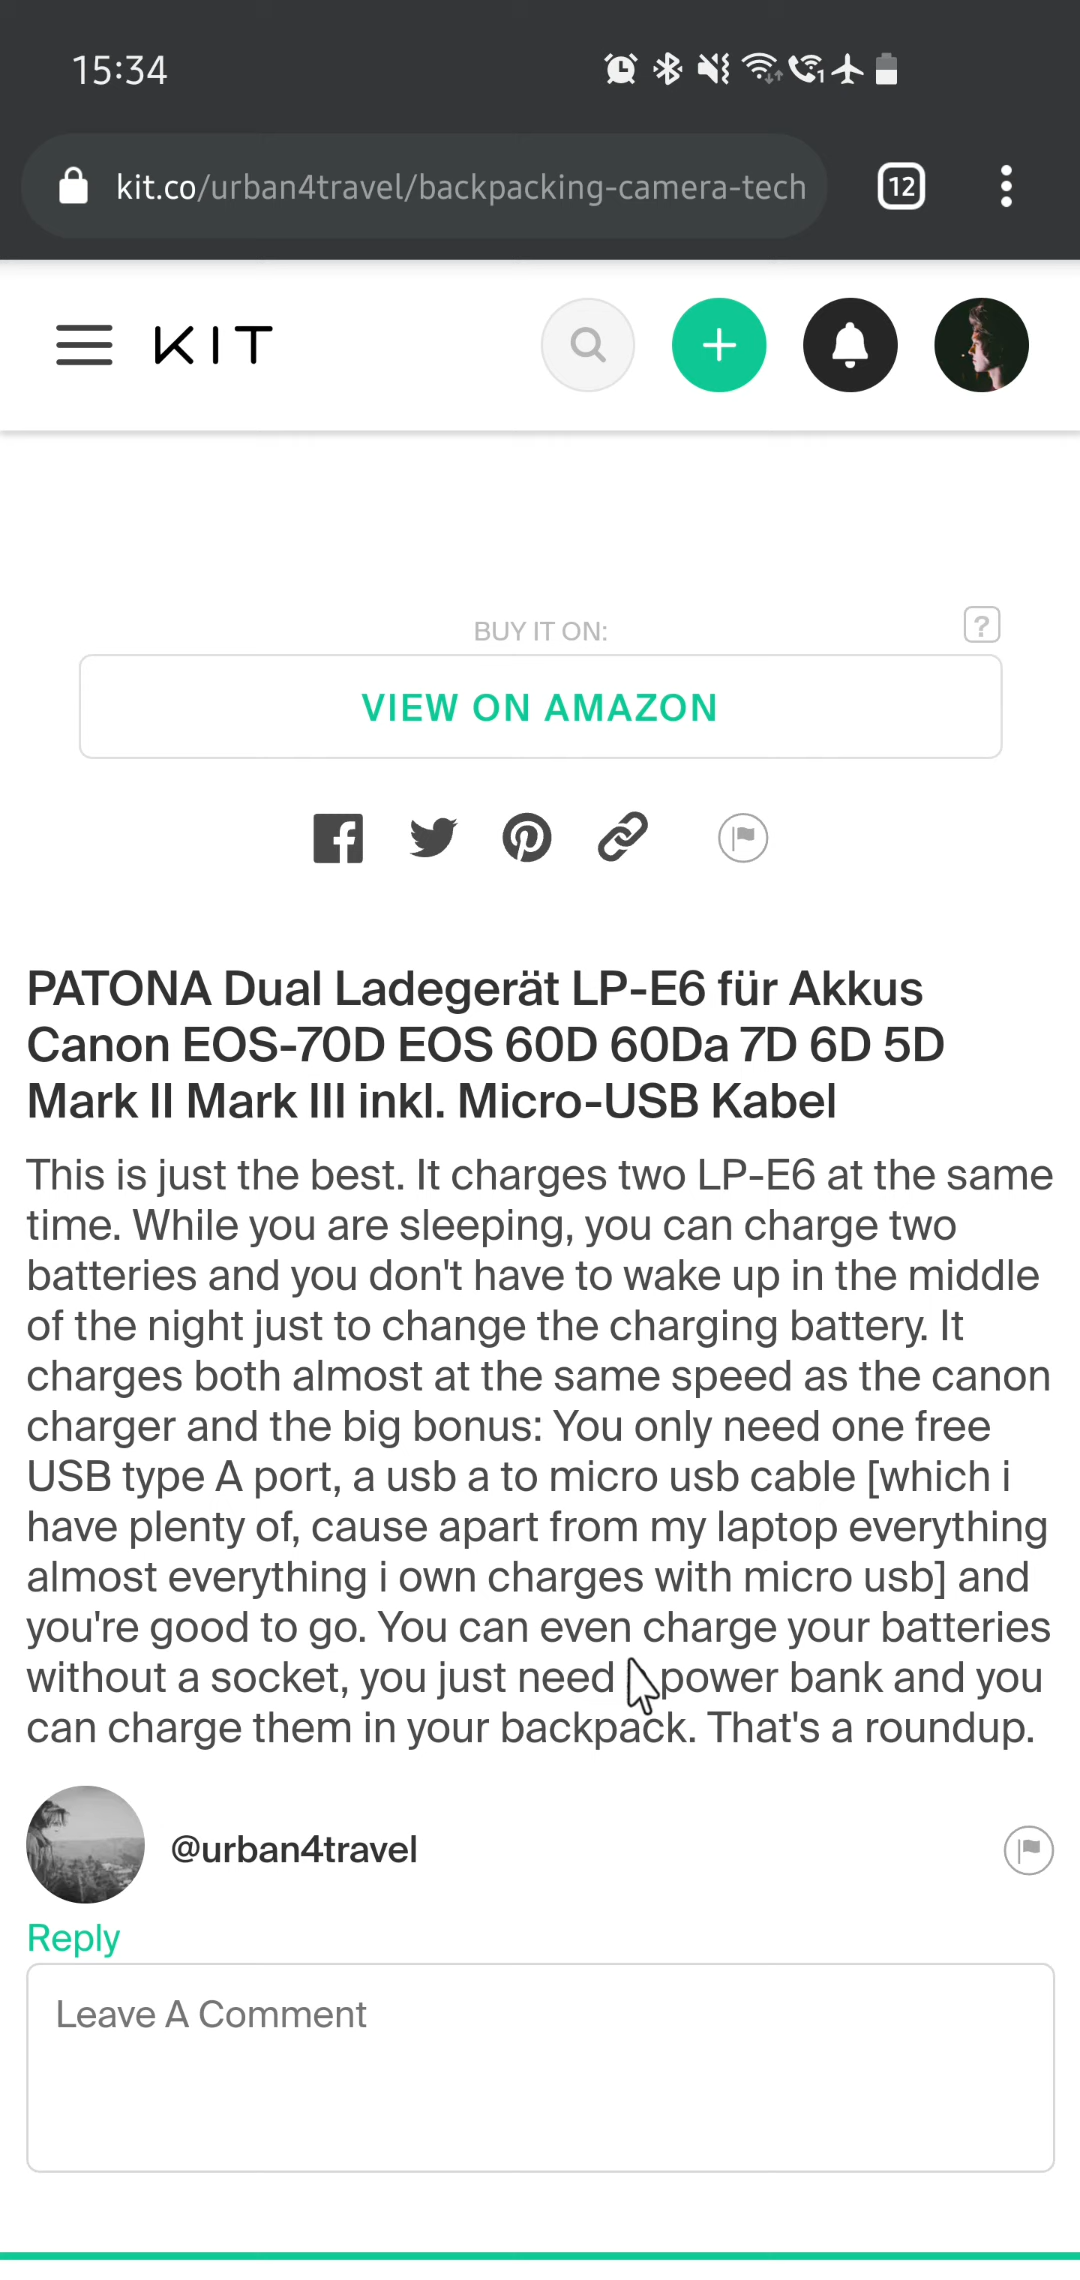 15:34
kit.co/urban4travel/backpacking-camera-tech
12
KIT
BUY IT ON:
?
VIEW ON AMAZON
PATONA Dual Ladegerät LP-E6 für Akkus
Canon EOS-70D EOS 60D 60Da 7D 6D 5D
Mark II Mark III inkl. Micro-USB Kabel
This is just the best. It charges two LP-E6 at the same
time. While you are sleeping, you can charge two
batteries and you don't have to wake up in the middle
of the night just to change the charging battery. It
charges both almost at the same speed as the canon
charger and the big bonus: You only need one free
USB type A port, a usb a to micro usb cable [which i
have plenty of, cause apart from my laptop everything
almost everything i own charges with micro usb] and
you're good to go. You can even charge your batteries
without a socket, you just need power bank and you
can charge them in your backpack. That's a roundup.
@urban4travel
Reply
Leave A Comment